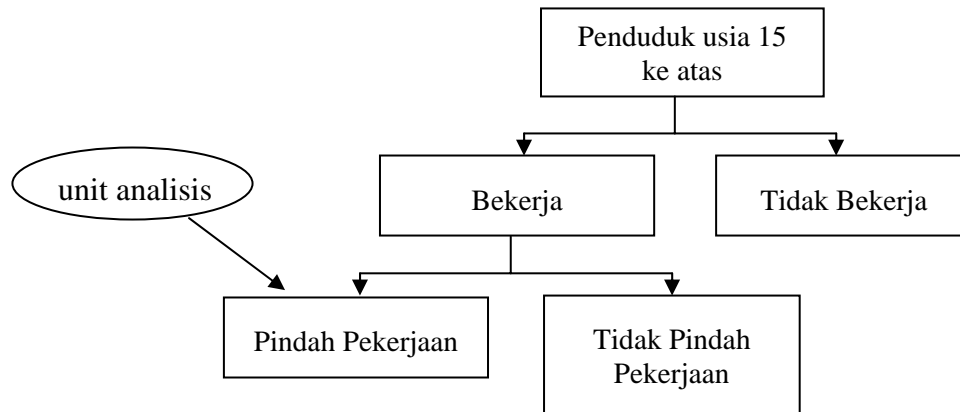 Penduduk usia 15
ke atas
unit analisis
Bekerja
Tidak Bekerja
Pindah Pekerjaan
Tidak Pindah
Pekerjaan